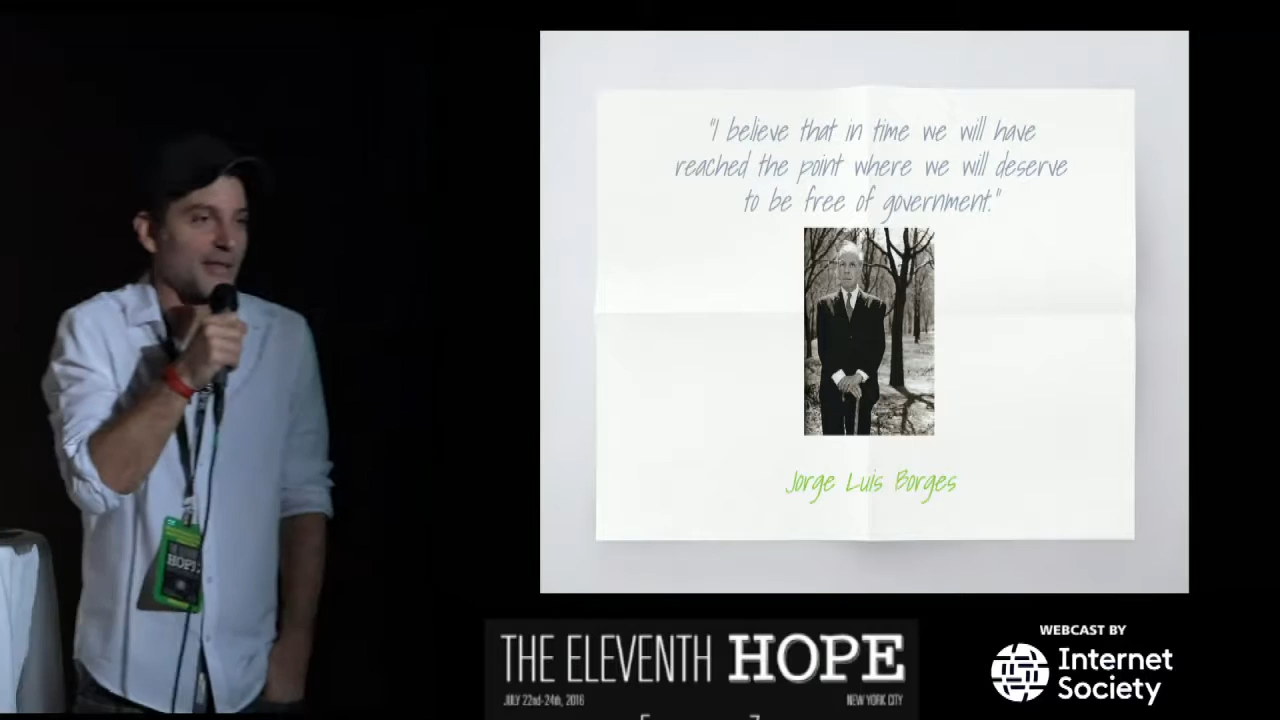 "I believe that in time we will have
reached the point where we will deserve
to be free of government."
Jorge Luis Borges
HOPE
THE ELEVENTH HOPE
JULY 22nd-24th, 2016
NEW YORK CITY
WEBCAST BY
Internet
Society